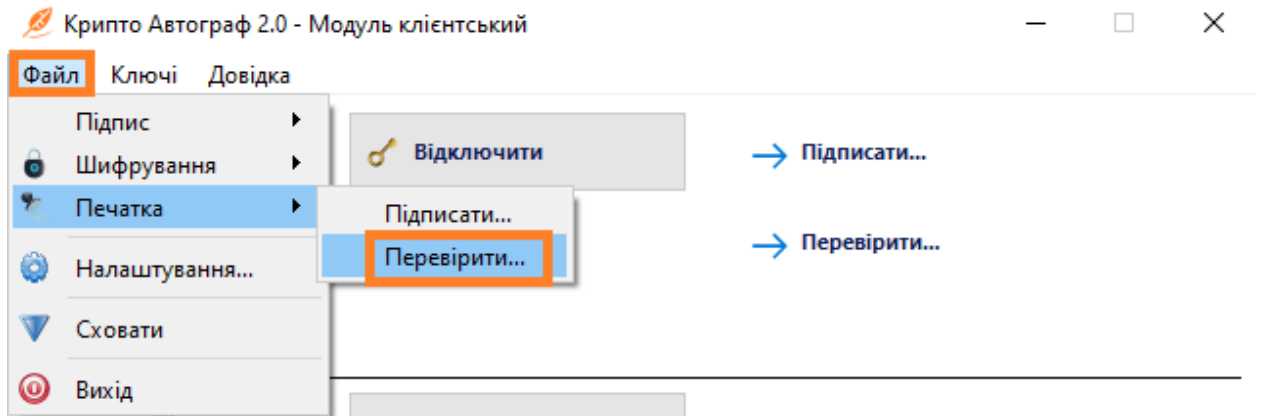 Крипто Автограф 2.0 - Модуль клієнтський
Файл Ключі Довідка
Підпис
Шифрування
Печатка
Налаштування...
Сховати
Вихід
Підписати...
Перевірити...
Відключити
Підписати...
Перевірити...